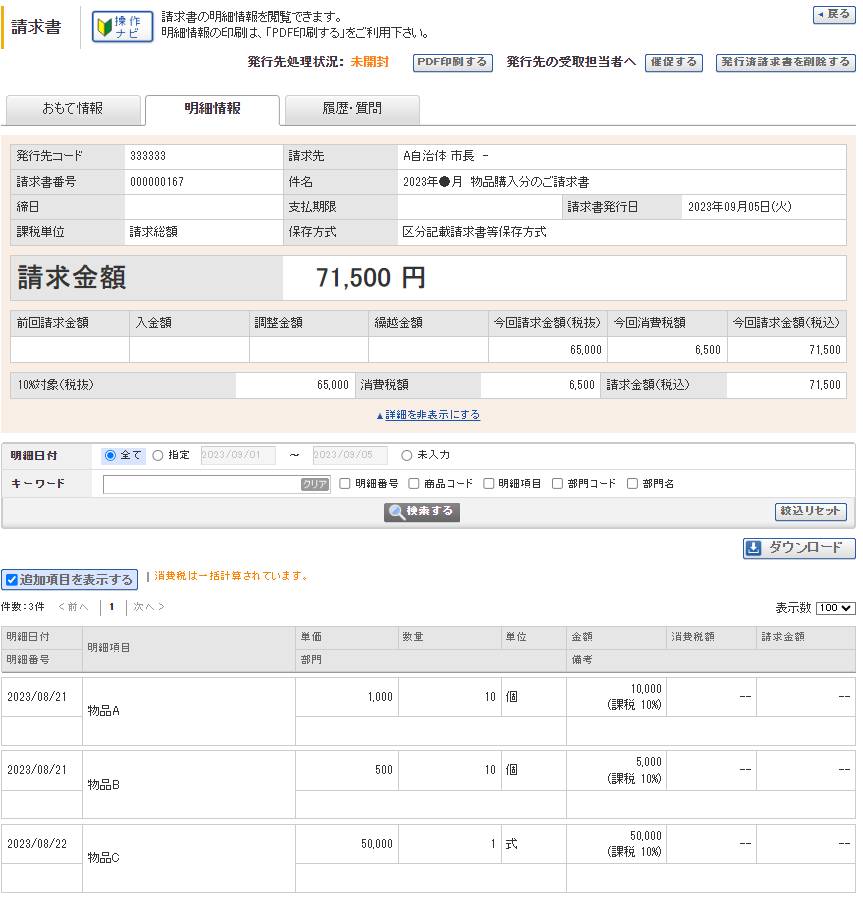 請求書
操作ナビ
請求書の明細情報を閲覧できます。
明細情報の印刷は、「PDF印刷する」をご利用下さい。
戻る
発行先処理状況： 未開封 PDF印刷する 発行先の受取担当者へ 催促する 発行済請求書を削除する
おもて情報 明細情報 履歴・質問
発行先コード 333333 請求先 A自治体 市長 －
請求書番号 000000167 件名 2023年●月 物品購入分のご請求書
締日 支払期限 請求書発行日 2023年09月05日(火)
課税単位 請求総額 保存方式 区分記載請求書等保存方式
請求金額 71,500 円
前回請求金額 入金額 調整金額 繰越金額 今回請求金額(税抜) 今回消費税額 今回請求金額(税込)
65,000 6,500 71,500
10%対象(税抜) 65,000 消費税額 6,500 請求金額(税込) 71,500
▲詳細を非表示にする
明細日付 全て 指定 2023/09/01 ～ 2023/09/05 未入力
キーワード クリア 明細番号 商品コード 明細項目 部門コード 部門名
検索する 絞込リセット
ダウンロード
追加項目を表示する | 消費税は一括計算されています。
件数：3件 ＜前へ | 1 | 次へ＞ 表示数 100
明細日付 明細項目 単価 数量 単位 金額 消費税額 請求金額
明細番号 部門 備考
2023/08/21 物品A 1,000 10 個 10,000 -- --
(課税 10%)
2023/08/21 物品B 500 10 個 5,000 -- --
(課税 10%)
2023/08/22 物品C 50,000 1 式 50,000 -- --
(課税 10%)